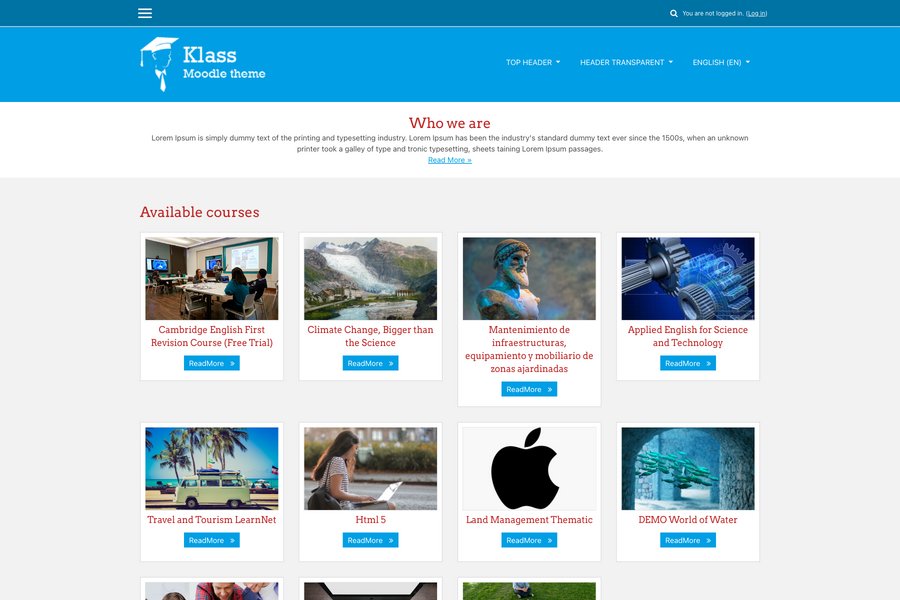 You are not logged in. (Log in)
Klass
Moodle theme
TOP HEADER
HEADER TRANSPARENT
ENGLISH (EN)
Who we are
Lorem Ipsum is simply dummy text of the printing and typesetting industry. Lorem Ipsum has been the industry's standard dummy text ever since the 1500s, when an unknown
printer took a galley of type and tronic typesetting, sheets taining Lorem Ipsum passages.
Read More »
Available courses
Cambridge English First
Revision Course (Free Trial)
ReadMore »
Climate Change, Bigger than
the Science
ReadMore »
Mantenimiento de
infraestructuras,
equipamiento y mobiliario de
zonas ajardinadas
ReadMore »
Applied English for Science
and Technology
ReadMore »
Travel and Tourism LearnNet
ReadMore »
Html 5
ReadMore »
Land Management Thematic
ReadMore »
DEMO World of Water
ReadMore »